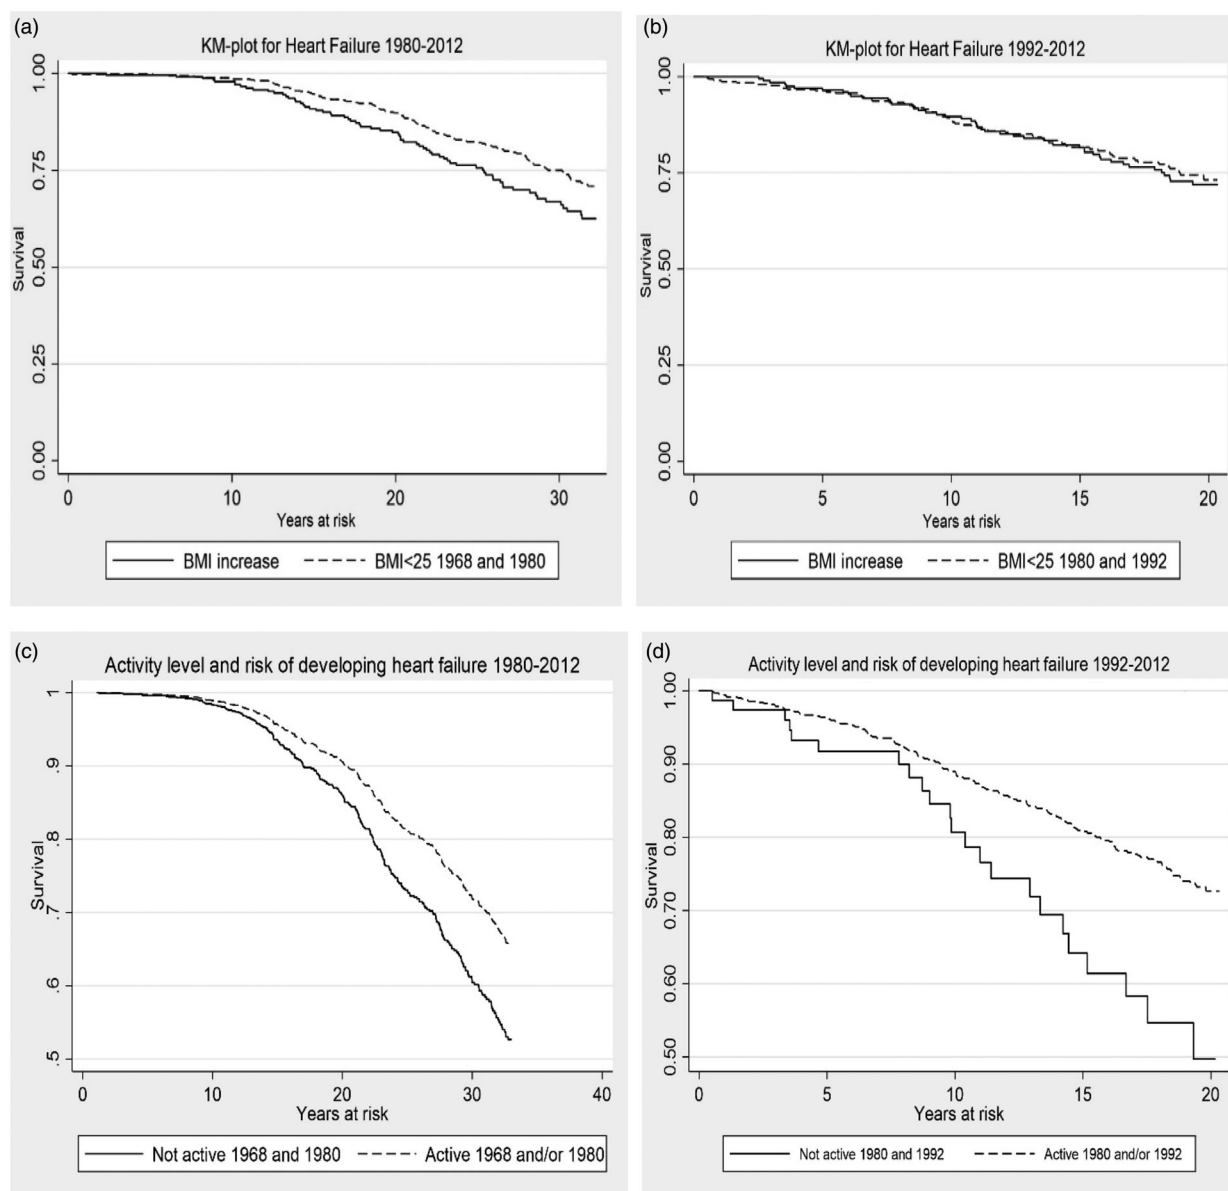 (a)
KM-plot for Heart Failure 1980-2012
1.00
0.75
0.50
0.25
0.00
Survival
0 10 20 30
Years at risk
BMI increase BMI<25 1968 and 1980
(b)
KM-plot for Heart Failure 1992-2012
1.00
0.75
0.50
0.25
0.00
Survival
0 5 10 15 20
Years at risk
BMI increase BMI<25 1980 and 1992
(c)
Activity level and risk of developing heart failure 1980-2012
1
.9
.8
.7
.6
.5
Survival
0 10 20 30 40
Years at risk
Not active 1968 and 1980 Active 1968 and/or 1980
(d)
Activity level and risk of developing heart failure 1992-2012
1.00
0.90
0.80
0.70
0.60
0.50
Survival
0 5 10 15 20
Years at risk
Not active 1980 and 1992 Active 1980 and/or 1992